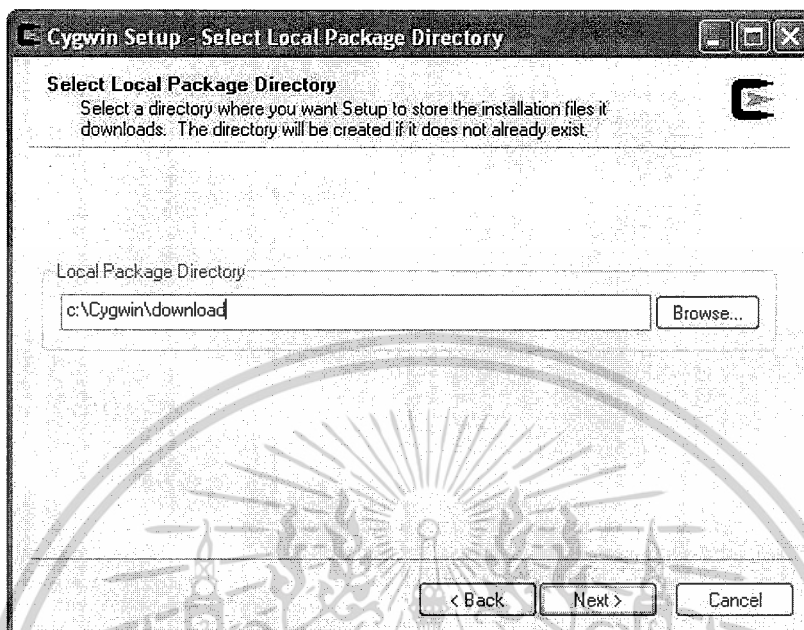 Cygwin Setup - Select Local Package Directory
Select Local Package Directory
Select a directory where you want Setup to store the installation files it
downloads. The directory will be created if it does not already exist.
Local Package Directory
c:\Cygwin\download
Browse...
< Back
Next >
Cancel